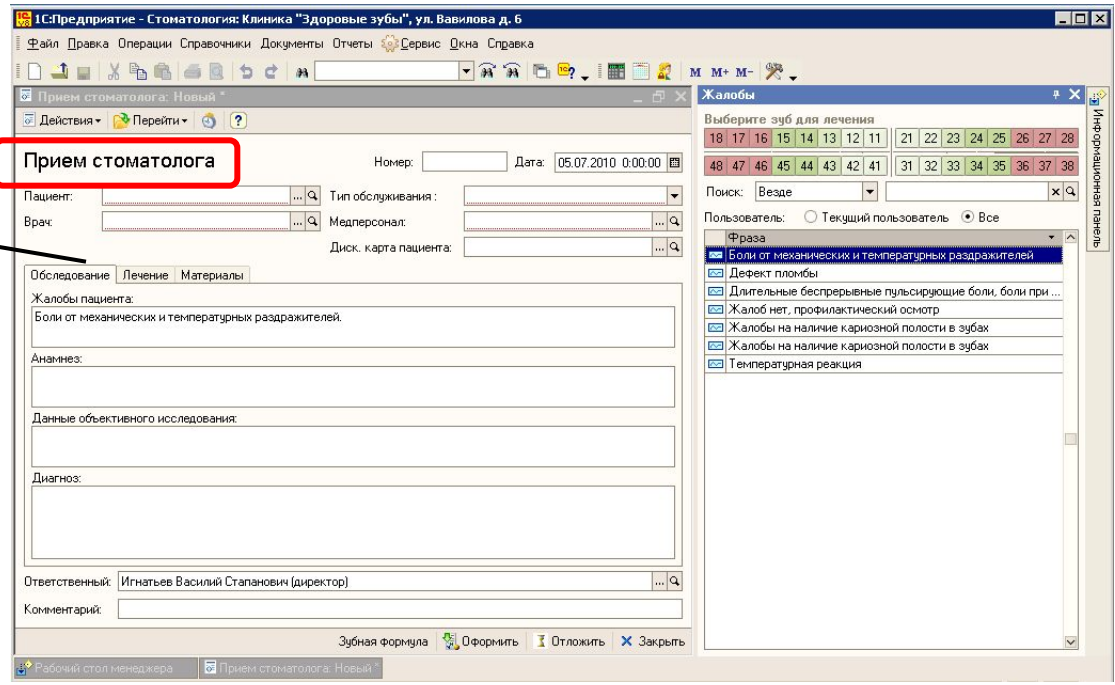 1С:Предприятие - Стоматология: Клиника "Здоровые зубы", ул. Вавилова д. 6
Файл Правка Операции Справочники Документы Отчеты Сервис Окна Справка
M M+ M-
Прием стоматолога: Новый *
Действия Перейти
Прием стоматолога
Номер: Дата: 05.07.2010 0:00:00
Пациент: ... Тип обслуживания :
Врач: ... Медперсонал: ...
Диск. карта пациента: ...
Обследование Лечение Материалы
Жалобы пациента:
Боли от механических и температурных раздражителей.
Анамнез:
Данные объективного исследования:
Диагноз:
Ответственный: Игнатьев Василий Стапанович (директор) ...
Комментарий:
Зубная формула Оформить Отложить Закрыть
Жалобы
Выберите зуб для лечения
18 17 16 15 14 13 12 11 21 22 23 24 25 26 27 28
48 47 46 45 44 43 42 41 31 32 33 34 35 36 37 38
Поиск: Везде
Пользователь: Текущий пользователь Все
Фраза
Боли от механических и температурных раздражителей
Дефект пломбы
Длительные беспрерывные пульсирующие боли, боли при ...
Жалоб нет, профилактический осмотр
Жалобы на наличие кариозной полости в зубах
Жалобы на наличие кариозной полости в зубах
Температурная реакция
Информационная панель
Рабочий стол менеджера Прием стоматолога: Новый *